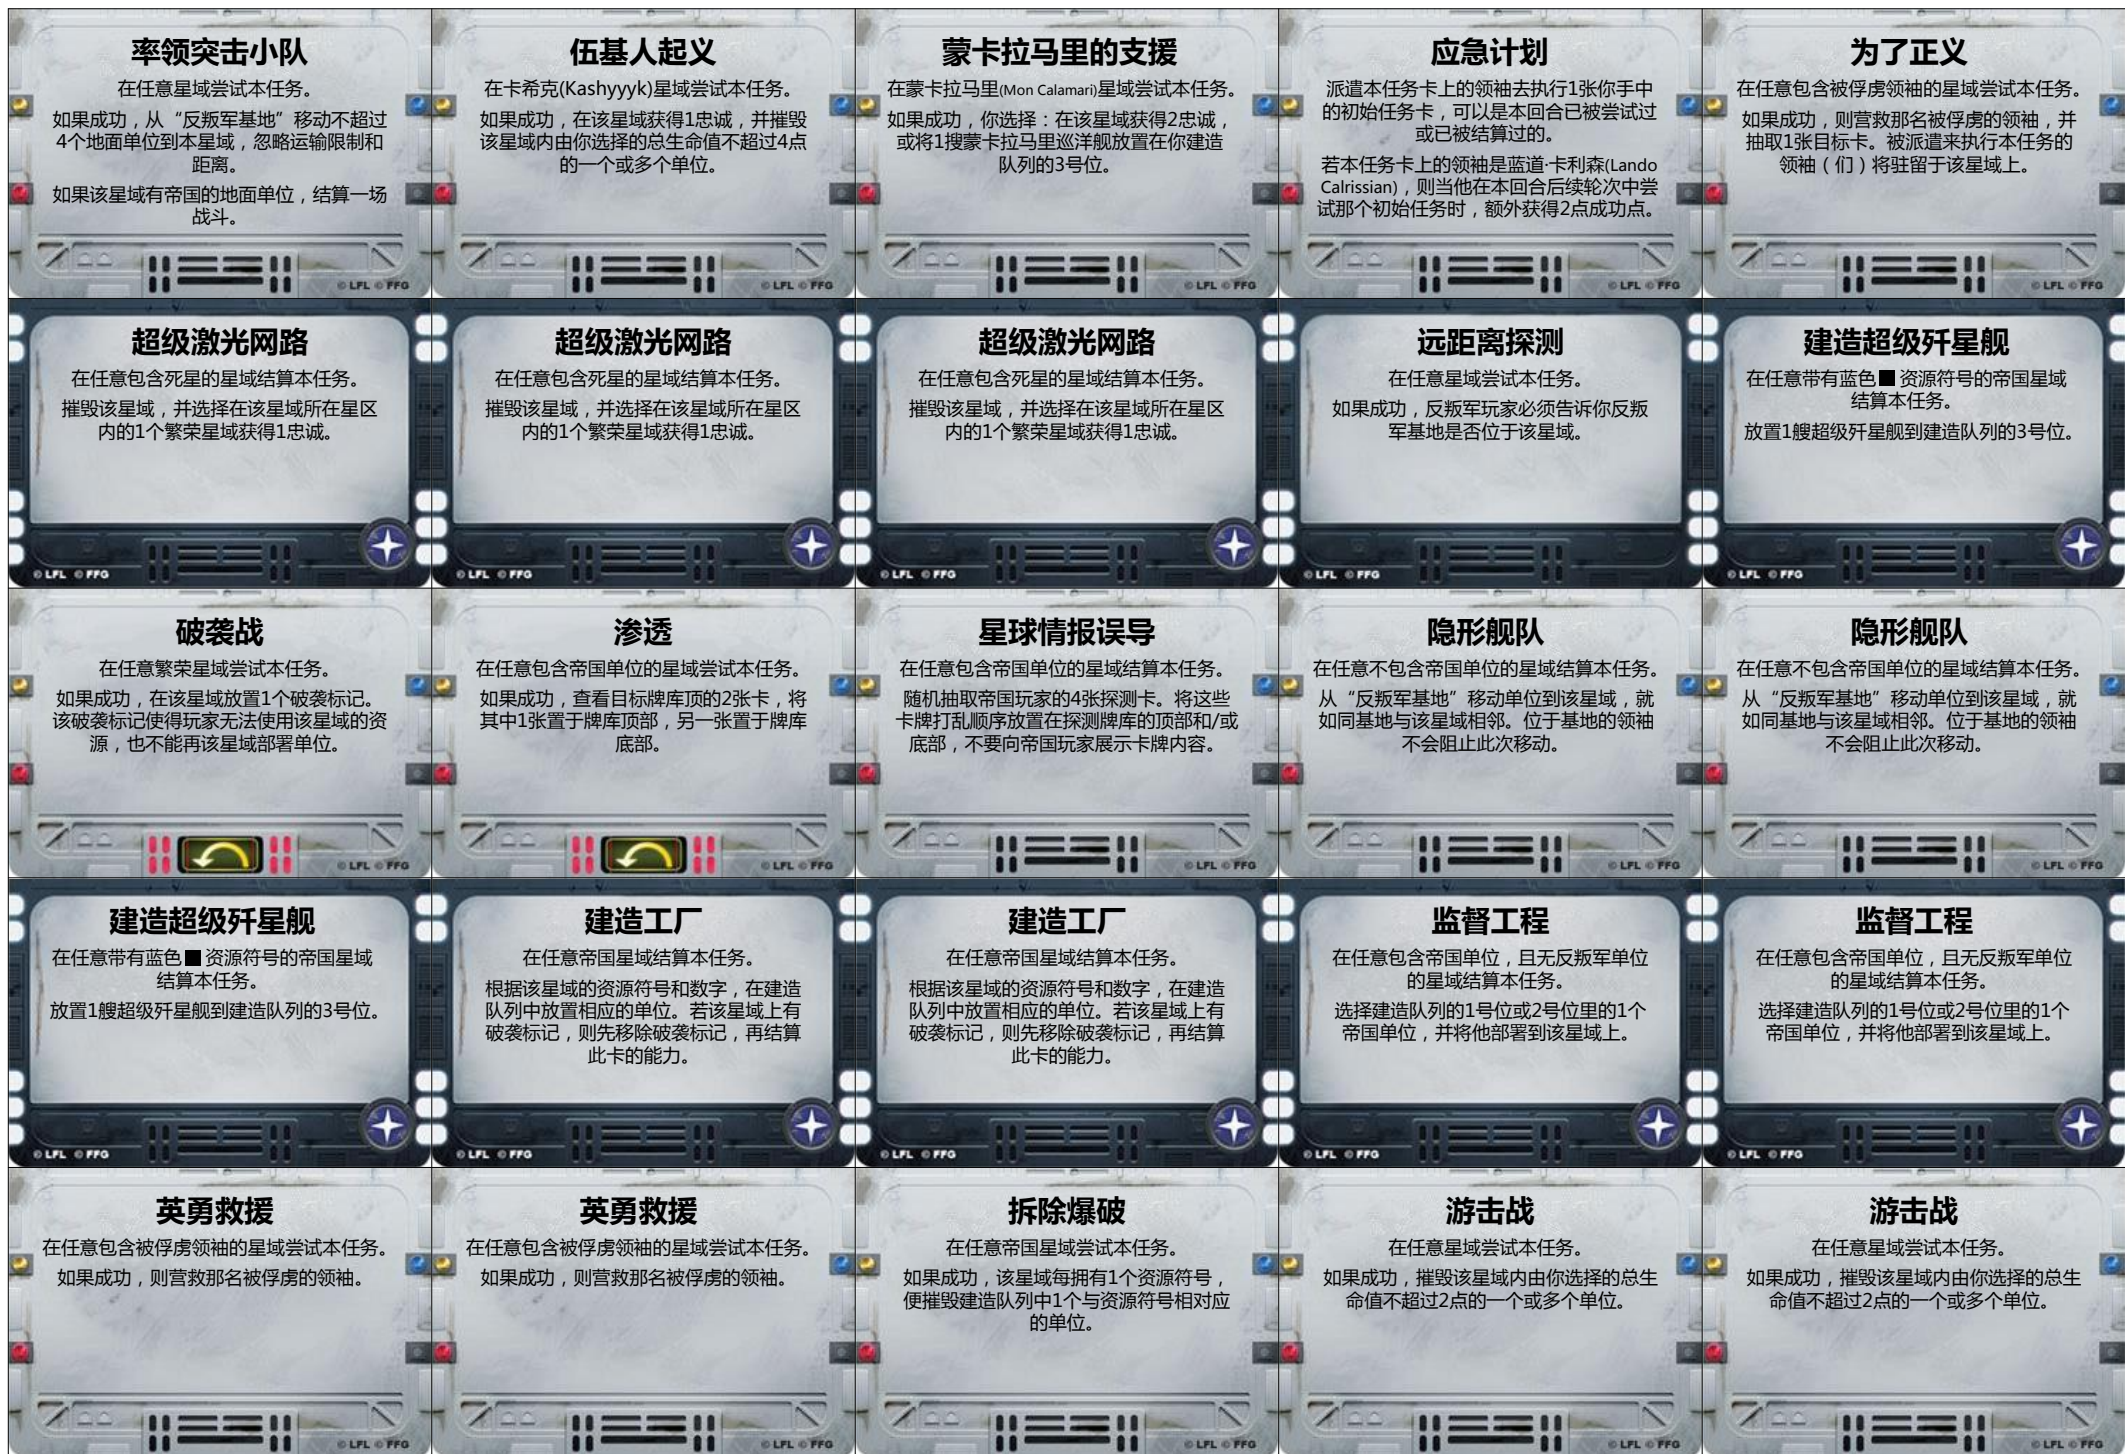 率领突击小队
在任意星域尝试本任务。
如果成功，从“反叛军基地”移动不超过
4个地面单位到本星域，忽略运输限制和
距离。
如果该星域有帝国的地面单位，结算一场
战斗。
© LFL © FFG
伍基人起义
在卡希克(Kashyyyk)星域尝试本任务。
如果成功，在该星域获得1忠诚，并摧毁
该星域内由你选择的总生命值不超过4点
的一个或多个单位。
© LFL © FFG
蒙卡拉马里的支援
在蒙卡拉马里(Mon Calamari)星域尝试本任务。
如果成功，你选择：在该星域获得2忠诚，
或将1搜蒙卡拉马里巡洋舰放置在你建造
队列的3号位。
© LFL © FFG
应急计划
派遣本任务卡上的领袖去执行1张你手中
的初始任务卡，可以是本回合已被尝试过
或已被结算过的。
若本任务卡上的领袖是蓝道·卡利森(Lando
Calrissian)，则当他在本回合后续轮次中尝
试那个初始任务时，额外获得2点成功点。
© LFL © FFG
为了正义
在任意包含被俘虏领袖的星域尝试本任务。
如果成功，则营救那名被俘虏的领袖，并
抽取1张目标卡。被派遣来执行本任务的
领袖（们）将驻留于该星域上。
© LFL © FFG
超级激光网路
在任意包含死星的星域结算本任务。
摧毁该星域，并选择在该星域所在星区
内的1个繁荣星域获得1忠诚。
© LFL © FFG
超级激光网路
在任意包含死星的星域结算本任务。
摧毁该星域，并选择在该星域所在星区
内的1个繁荣星域获得1忠诚。
© LFL © FFG
超级激光网路
在任意包含死星的星域结算本任务。
摧毁该星域，并选择在该星域所在星区
内的1个繁荣星域获得1忠诚。
© LFL © FFG
远距离探测
在任意星域尝试本任务。
如果成功，反叛军玩家必须告诉你反叛
军基地是否位于该星域。
© LFL © FFG
建造超级歼星舰
在任意带有蓝色■资源符号的帝国星域
结算本任务。
放置1艘超级歼星舰到建造队列的3号位。
© LFL © FFG
破袭战
在任意繁荣星域尝试本任务。
如果成功，在该星域放置1个破袭标记。
该破袭标记使得玩家无法使用该星域的资
源，也不能再该星域部署单位。
© LFL © FFG
渗透
在任意包含帝国单位的星域尝试本任务。
如果成功，查看目标牌库顶的2张卡，将
其中1张置于牌库顶部，另一张置于牌库
底部。
© LFL © FFG
星球情报误导
在任意包含帝国单位的星域结算本任务。
随机抽取帝国玩家的4张探测卡。将这些
卡牌打乱顺序放置在探测牌库的顶部和/或
底部，不要向帝国玩家展示卡牌内容。
© LFL © FFG
隐形舰队
在任意不包含帝国单位的星域结算本任务。
从“反叛军基地”移动单位到该星域，就
如同基地与该星域相邻。位于基地的领袖
不会阻止此次移动。
© LFL © FFG
隐形舰队
在任意不包含帝国单位的星域结算本任务。
从“反叛军基地”移动单位到该星域，就
如同基地与该星域相邻。位于基地的领袖
不会阻止此次移动。
© LFL © FFG
建造超级歼星舰
在任意带有蓝色■资源符号的帝国星域
结算本任务。
放置1艘超级歼星舰到建造队列的3号位。
© LFL © FFG
建造工厂
在任意帝国星域结算本任务。
根据该星域的资源符号和数字，在建造
队列中放置相应的单位。若该星域上有
破袭标记，则先移除破袭标记，再结算
此卡的能力。
© LFL © FFG
建造工厂
在任意帝国星域结算本任务。
根据该星域的资源符号和数字，在建造
队列中放置相应的单位。若该星域上有
破袭标记，则先移除破袭标记，再结算
此卡的能力。
© LFL © FFG
监督工程
在任意包含帝国单位，且无反叛军单位
的星域结算本任务。
选择建造队列的1号位或2号位里的1个
帝国单位，并将他部署到该星域上。
© LFL © FFG
监督工程
在任意包含帝国单位，且无反叛军单位
的星域结算本任务。
选择建造队列的1号位或2号位里的1个
帝国单位，并将他部署到该星域上。
© LFL © FFG
英勇救援
在任意包含被俘虏领袖的星域尝试本任务。
如果成功，则营救那名被俘虏的领袖。
© LFL © FFG
英勇救援
在任意包含被俘虏领袖的星域尝试本任务。
如果成功，则营救那名被俘虏的领袖。
© LFL © FFG
拆除爆破
在任意帝国星域尝试本任务。
如果成功，该星域每拥有1个资源符号，
便摧毁建造队列中1个与资源符号相对应
的单位。
© LFL © FFG
游击战
在任意星域尝试本任务。
如果成功，摧毁该星域内由你选择的总生
命值不超过2点的一个或多个单位。
© LFL © FFG
游击战
在任意星域尝试本任务。
如果成功，摧毁该星域内由你选择的总生
命值不超过2点的一个或多个单位。
© LFL © FFG